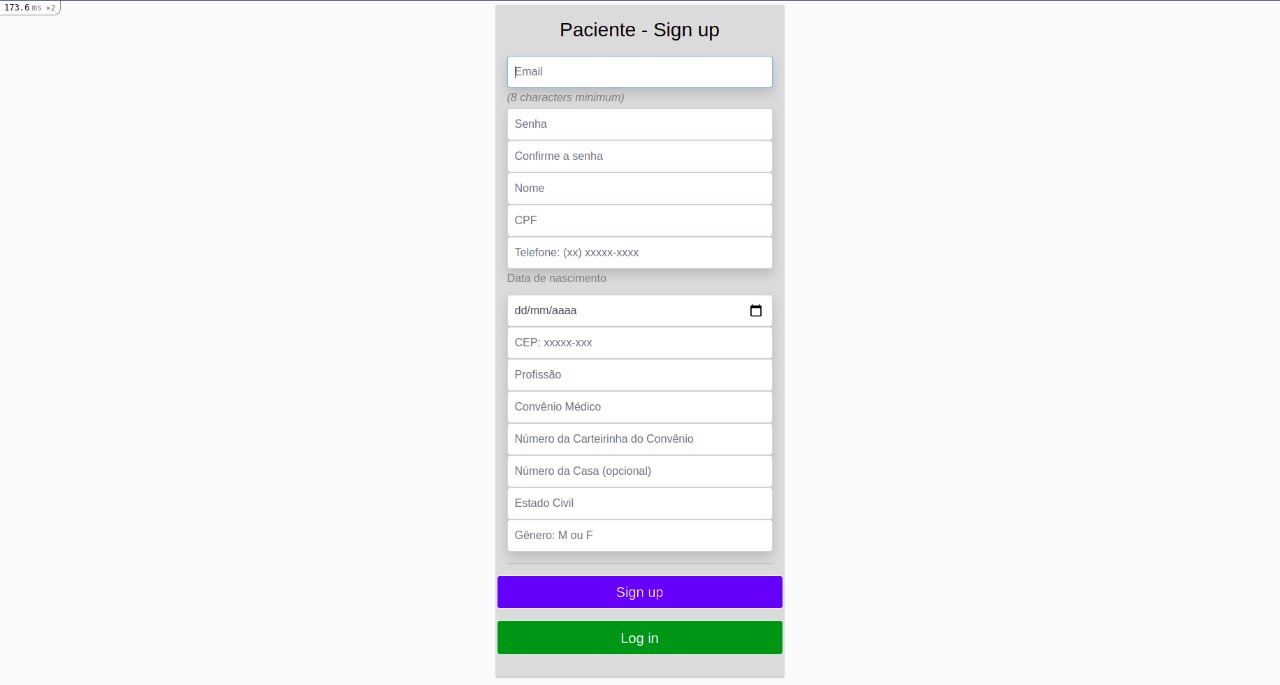 173.6 ms ×2
Paciente - Sign up
Email
(8 characters minimum)
Senha
Confirme a senha
Nome
CPF
Telefone: (xx) xxxxx-xxxx
Data de nascimento
dd/mm/aaaa
CEP: xxxxx-xxx
Profissão
Convênio Médico
Número da Carteirinha do Convênio
Número da Casa (opcional)
Estado Civil
Gênero: M ou F
Sign up
Log in